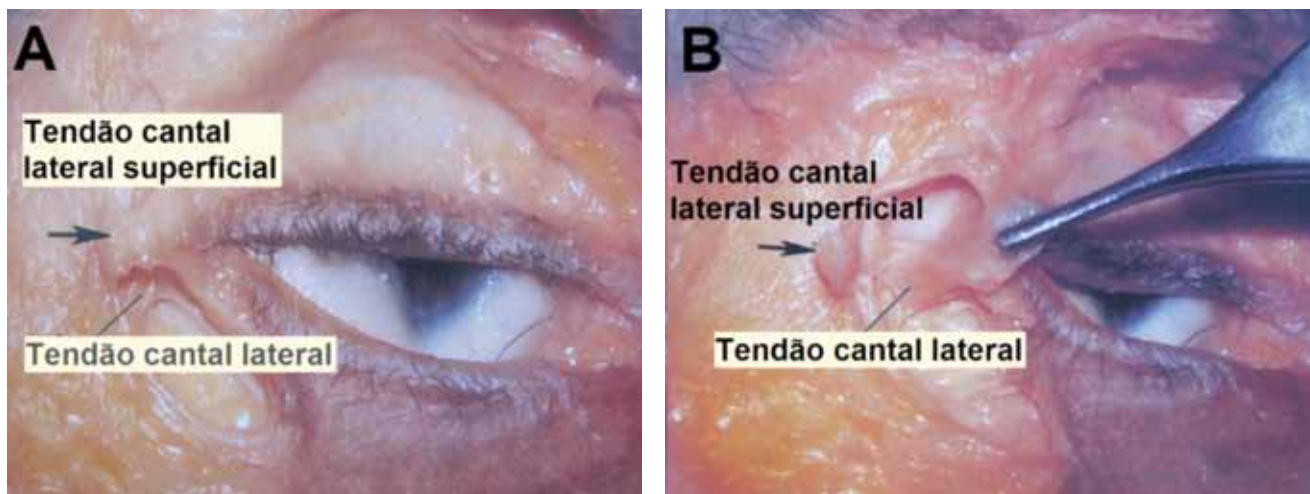 A
Tendão cantal
lateral superficial
Tendão cantal lateral
B
Tendão cantal
lateral superficial
Tendão cantal lateral